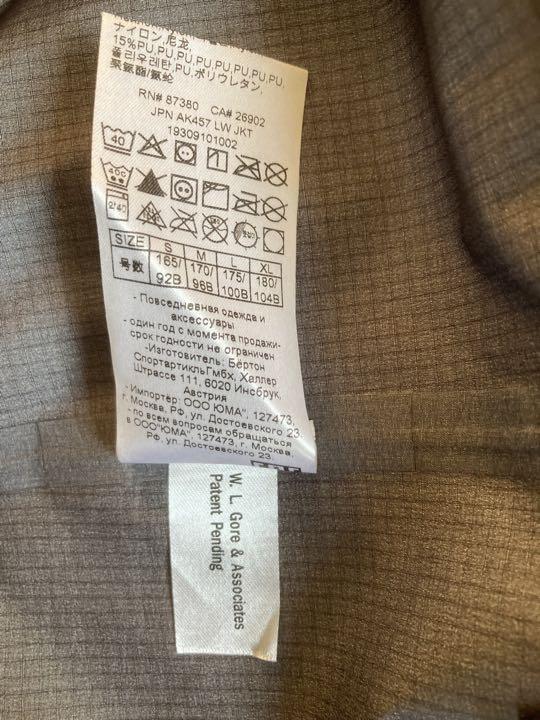 ナイロン,尼龙,
15%PU,PU,PU,PU,PU,PU,PU,PU,
폴리우레탄,PU,ポリウレタン,
聚氨酯/氨纶
RN# 87380 CA# 26902
JPN AK457 LW JKT
19309101002
40
SIZE S M L XL
号数 165/ 170/ 175/ 180/
92B 96B 100B 104B
- Повседневная одежда и
аксессуары
- один год с момента продажи-
срок годности не ограничен
-Изготовитель: Бёртон
Спортартикль Гмбх, Халлер
Штрассе 111, 6020 Инсбрук,
Австрия
- Импортёр: ООО "ЮМА", 127473,
г. Москва, РФ, ул. Достоевского 23.
- по всем вопросам обращаться
в ООО"ЮМА", 127473, г. Москва,
РФ, ул. Достоевского 23.
W. L. Gore & Associates
Patent Pending